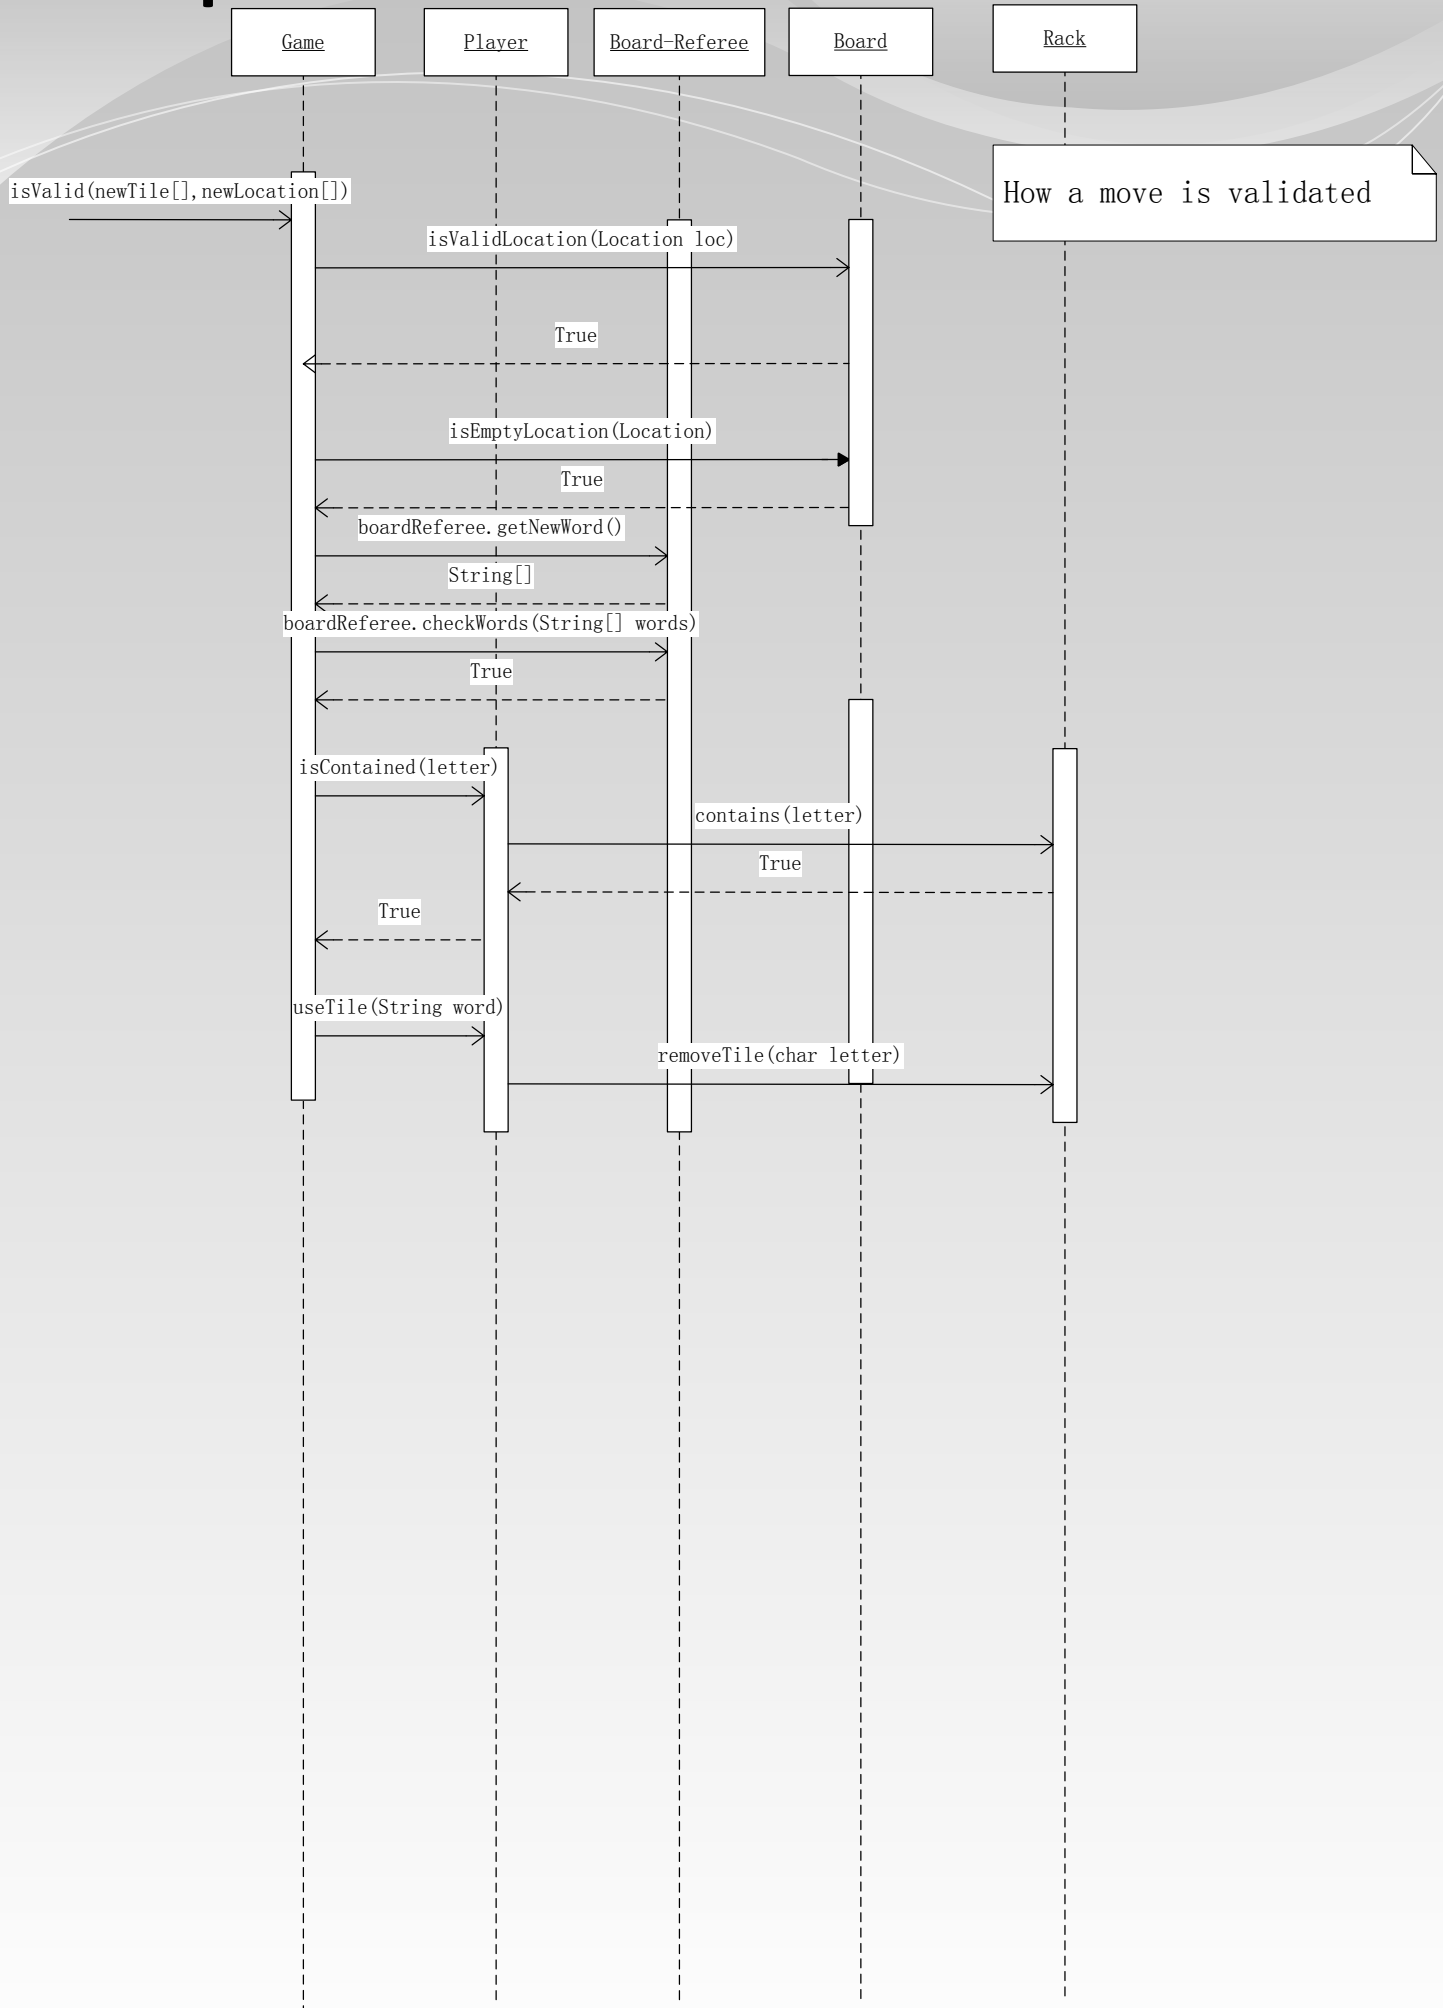 Game
Player
Board-Referee
Board
Rack
How a move is validated
isValid(newTile[],newLocation[])
isValidLocation(Location loc)
True
isEmptyLocation(Location)
True
boardReferee.getNewWord()
String[]
boardReferee.checkWords(String[] words)
True
isContained(letter)
contains(letter)
True
True
useTile(String word)
removeTile(char letter)